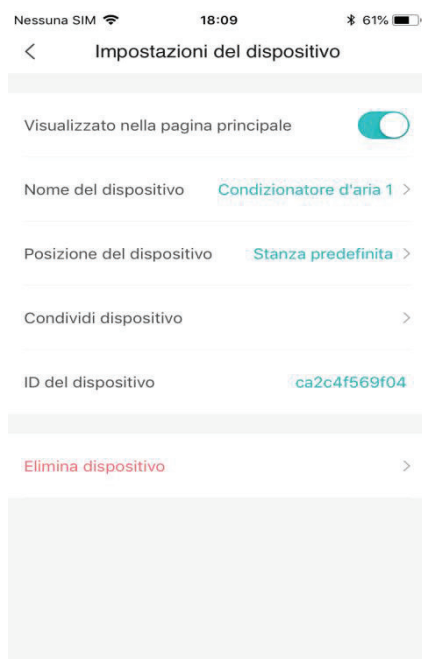 Nessuna SIM 18:09 61%
Impostazioni del dispositivo
Visualizzato nella pagina principale
Nome del dispositivo Condizionatore d'aria 1
Posizione del dispositivo Stanza predefinita
Condividi dispositivo
ID del dispositivo ca2c4f569f04
Elimina dispositivo